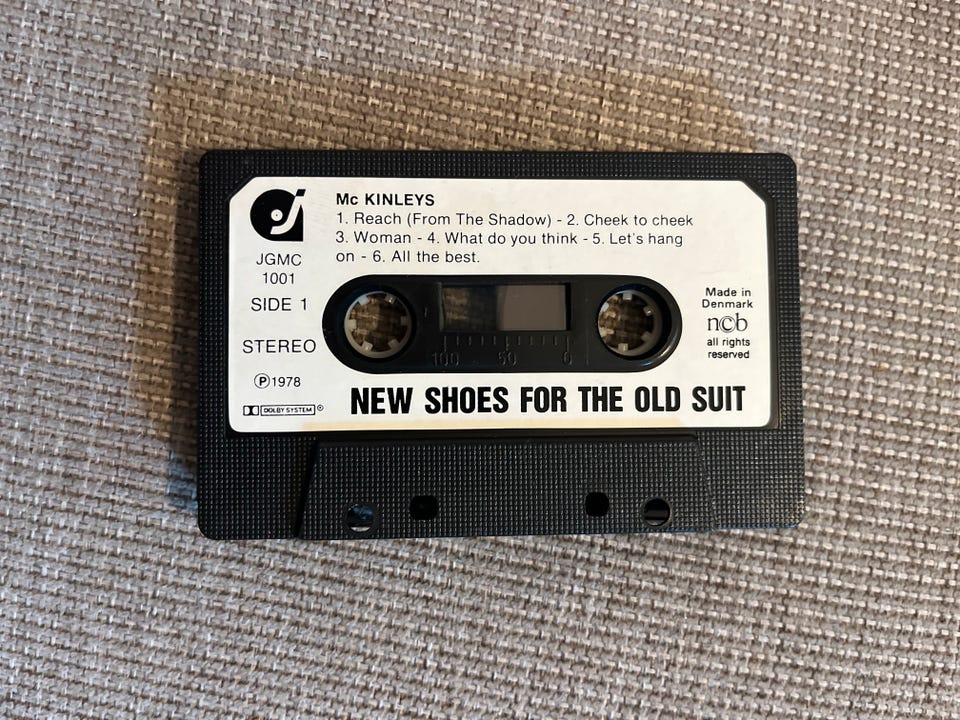 Mc KINLEYS
1. Reach (From The Shadow) - 2. Cheek to cheek
3. Woman - 4. What do you think - 5. Let's hang
on - 6. All the best.
JGMC
1001
SIDE 1
STEREO
Ⓟ1978
DOLBY SYSTEM ®
100 50 0
Made in
Denmark
ncb
all rights
reserved
NEW SHOES FOR THE OLD SUIT